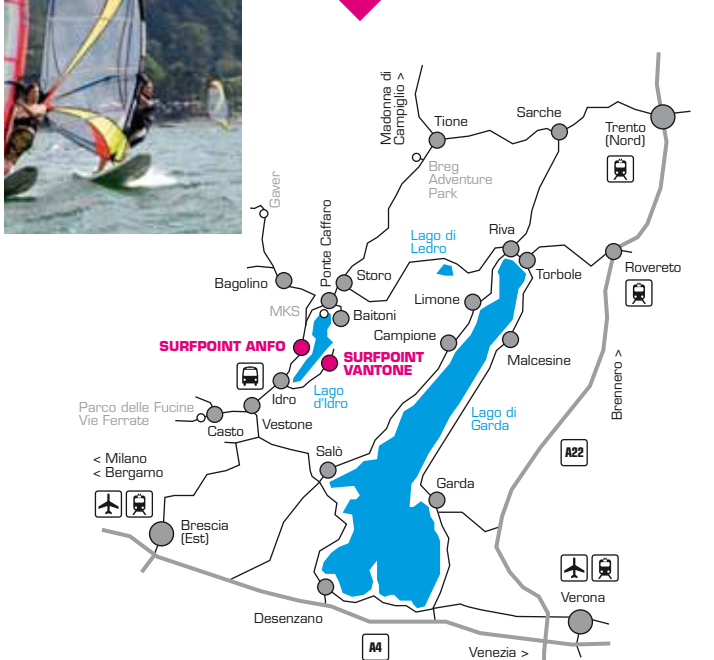 Madonna di
Campiglio >
Tione
Sarche
Trento
(Nord)
Breg
Adventure
Park
Gaver
Ponte Caffaro
Lago di
Ledro
Riva
Storo
Torbole
Rovereto
Bagolino
MKS
Baitoni
Limone
SURFPOINT ANFO
Campione
SURFPOINT
VANTONE
Malcesine
Idro
Lago
d'Idro
Brennero >
Parco delle Fucine
Vie Ferrate
Casto
Vestone
Lago di
Garda
< Milano
< Bergamo
Salò
A22
Garda
Brescia
(Est)
Desenzano
Verona
A4
Venezia >